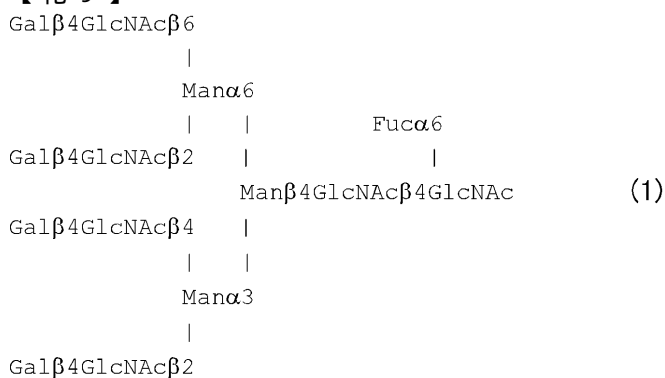 Galβ4GlcNAcβ6
|
Manα6
| | Fucα6
Galβ4GlcNAcβ2 | |
Manβ4GlcNAcβ4GlcNAc (1)
Galβ4GlcNAcβ4 |
| |
Manα3
|
Galβ4GlcNAcβ2